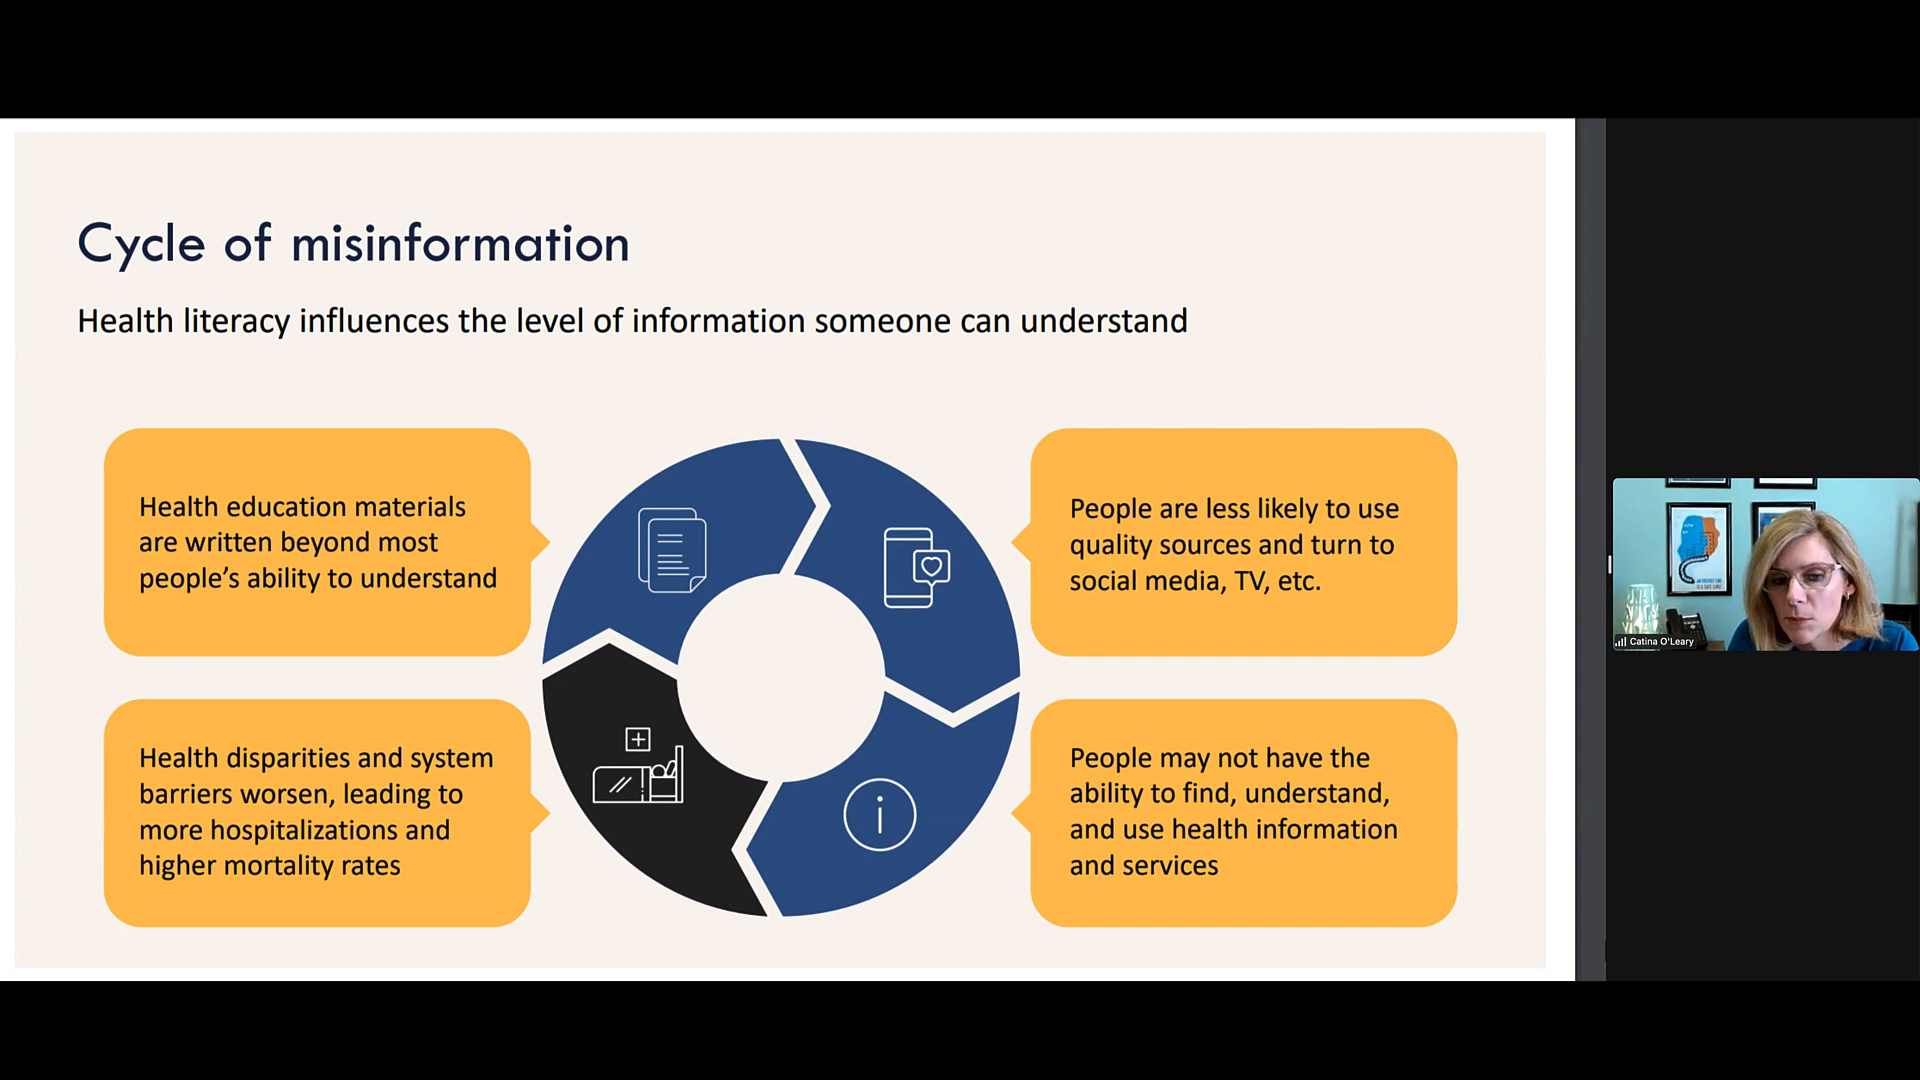 Cycle of misinformation
Health literacy influences the level of information someone can understand
Health education materials
are written beyond most
people’s ability to understand
People are less likely to use
quality sources and turn to
social media, TV, etc.
Health disparities and system
barriers worsen, leading to
more hospitalizations and
higher mortality rates
People may not have the
ability to find, understand,
and use health information
and services
Catina O'Leary